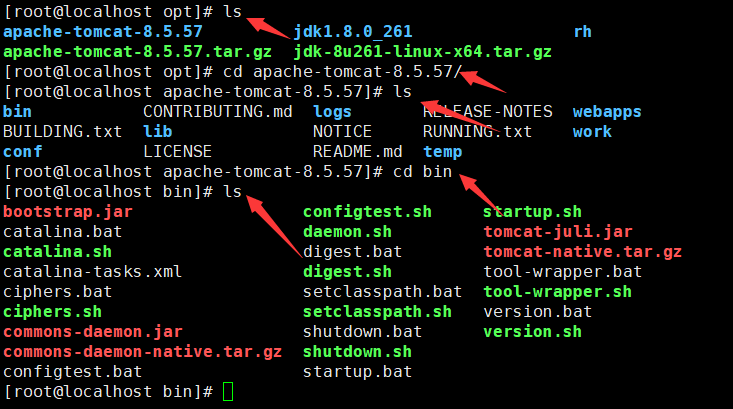 [root@localhost opt]# ls
apache-tomcat-8.5.57 jdk1.8.0_261 rh
apache-tomcat-8.5.57.tar.gz jdk-8u261-linux-x64.tar.gz
[root@localhost opt]# cd apache-tomcat-8.5.57/
[root@localhost apache-tomcat-8.5.57]# ls
bin CONTRIBUTING.md logs RELEASE-NOTES webapps
BUILDING.txt lib NOTICE RUNNING.txt work
conf LICENSE README.md temp
[root@localhost apache-tomcat-8.5.57]# cd bin
[root@localhost bin]# ls
bootstrap.jar configtest.sh startup.sh
catalina.bat daemon.sh tomcat-juli.jar
catalina.sh digest.bat tomcat-native.tar.gz
catalina-tasks.xml digest.sh tool-wrapper.bat
ciphers.bat setclasspath.bat tool-wrapper.sh
ciphers.sh setclasspath.sh version.bat
commons-daemon.jar shutdown.bat version.sh
commons-daemon-native.tar.gz shutdown.sh
configtest.bat startup.bat
[root@localhost bin]#